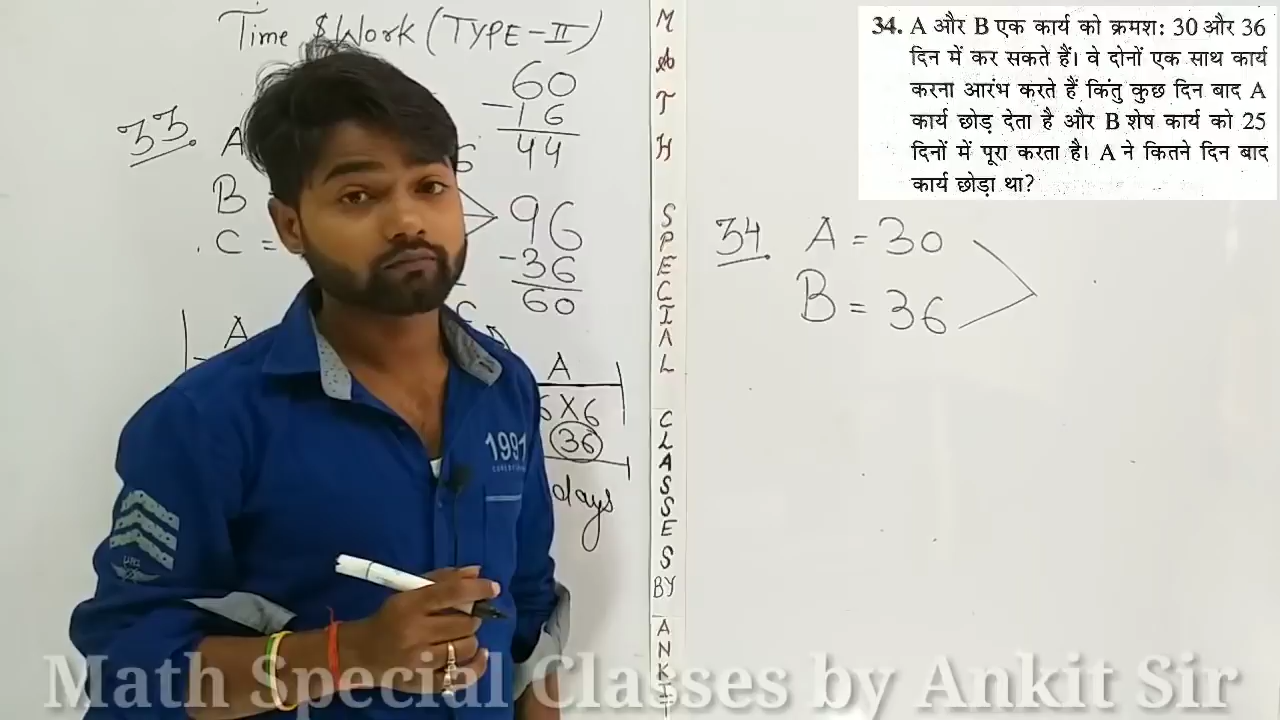 Time & Work (TYPE-II)
33.
A
B
C =
60
-16
44
96
-36
60
A
C
A
6X6
36
days
MATH SPECIAL CLASSES BY ANKIT
34. A और B एक कार्य को क्रमश: 30 और 36
दिन में कर सकते हैं। वे दोनों एक साथ कार्य
करना आरंभ करते हैं किंतु कुछ दिन बाद A
कार्य छोड़ देता है और B शेष कार्य को 25
दिनों में पूरा करता है। A ने कितने दिन बाद
कार्य छोड़ा था?
34. A = 30
B = 36
1991
Math Special Classes by Ankit Sir